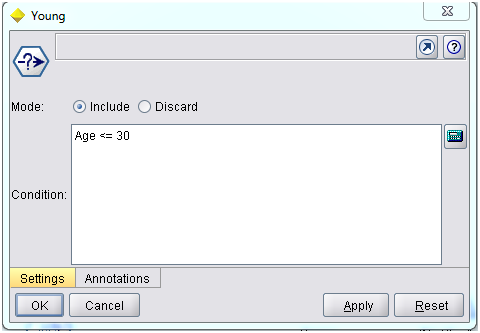 Young
Mode: Include Discard
Age <= 30
Condition:
Settings Annotations
OK Cancel Apply Reset